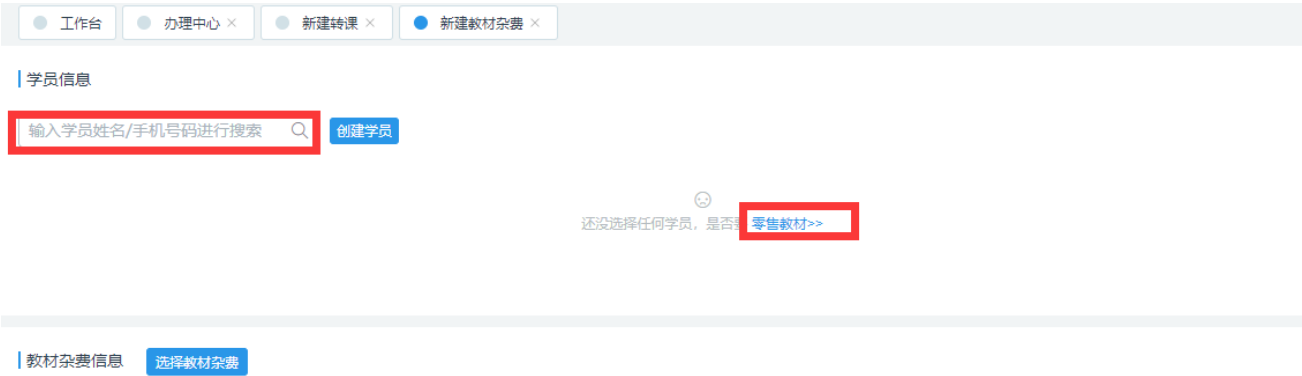 工作台 办理中心 × 新建转课 × 新建教材杂费 ×
学员信息
输入学员姓名/手机号码进行搜索 创建学员
还没选择任何学员，是否要 零售教材>>
教材杂费信息 选择教材杂费